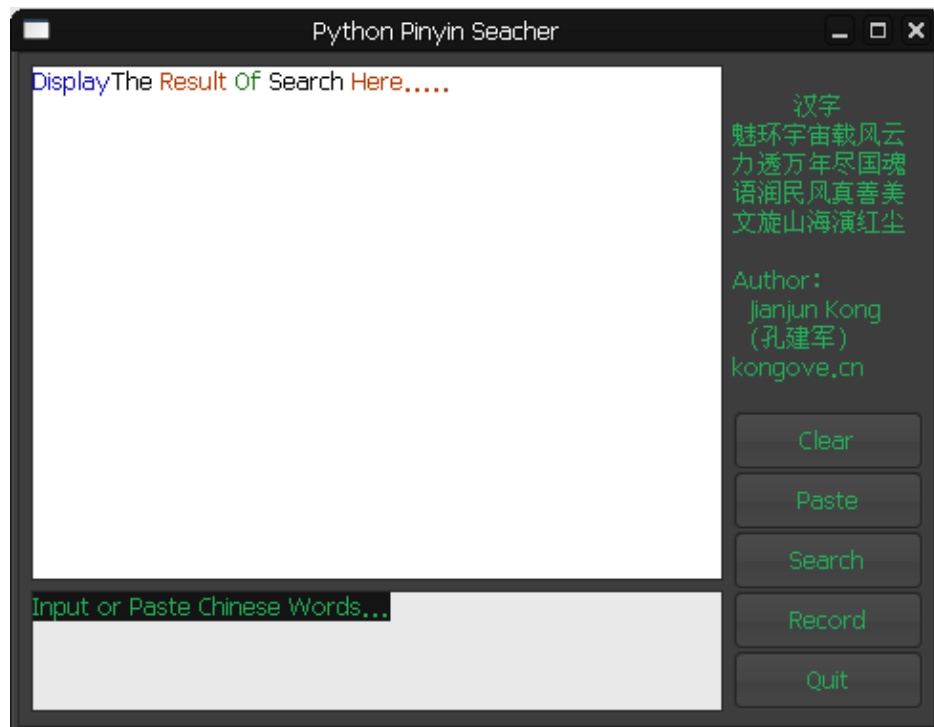 Python Pinyin Seacher
DisplayThe Result Of Search Here.....
汉字
魅环宇宙载风云
力透万年尽国魂
语润民风真善美
文旋山海演红尘
Author:
Jianjun Kong
(孔建军)
kongove.cn
Clear
Paste
Search
Record
Quit
Input or Paste Chinese Words...